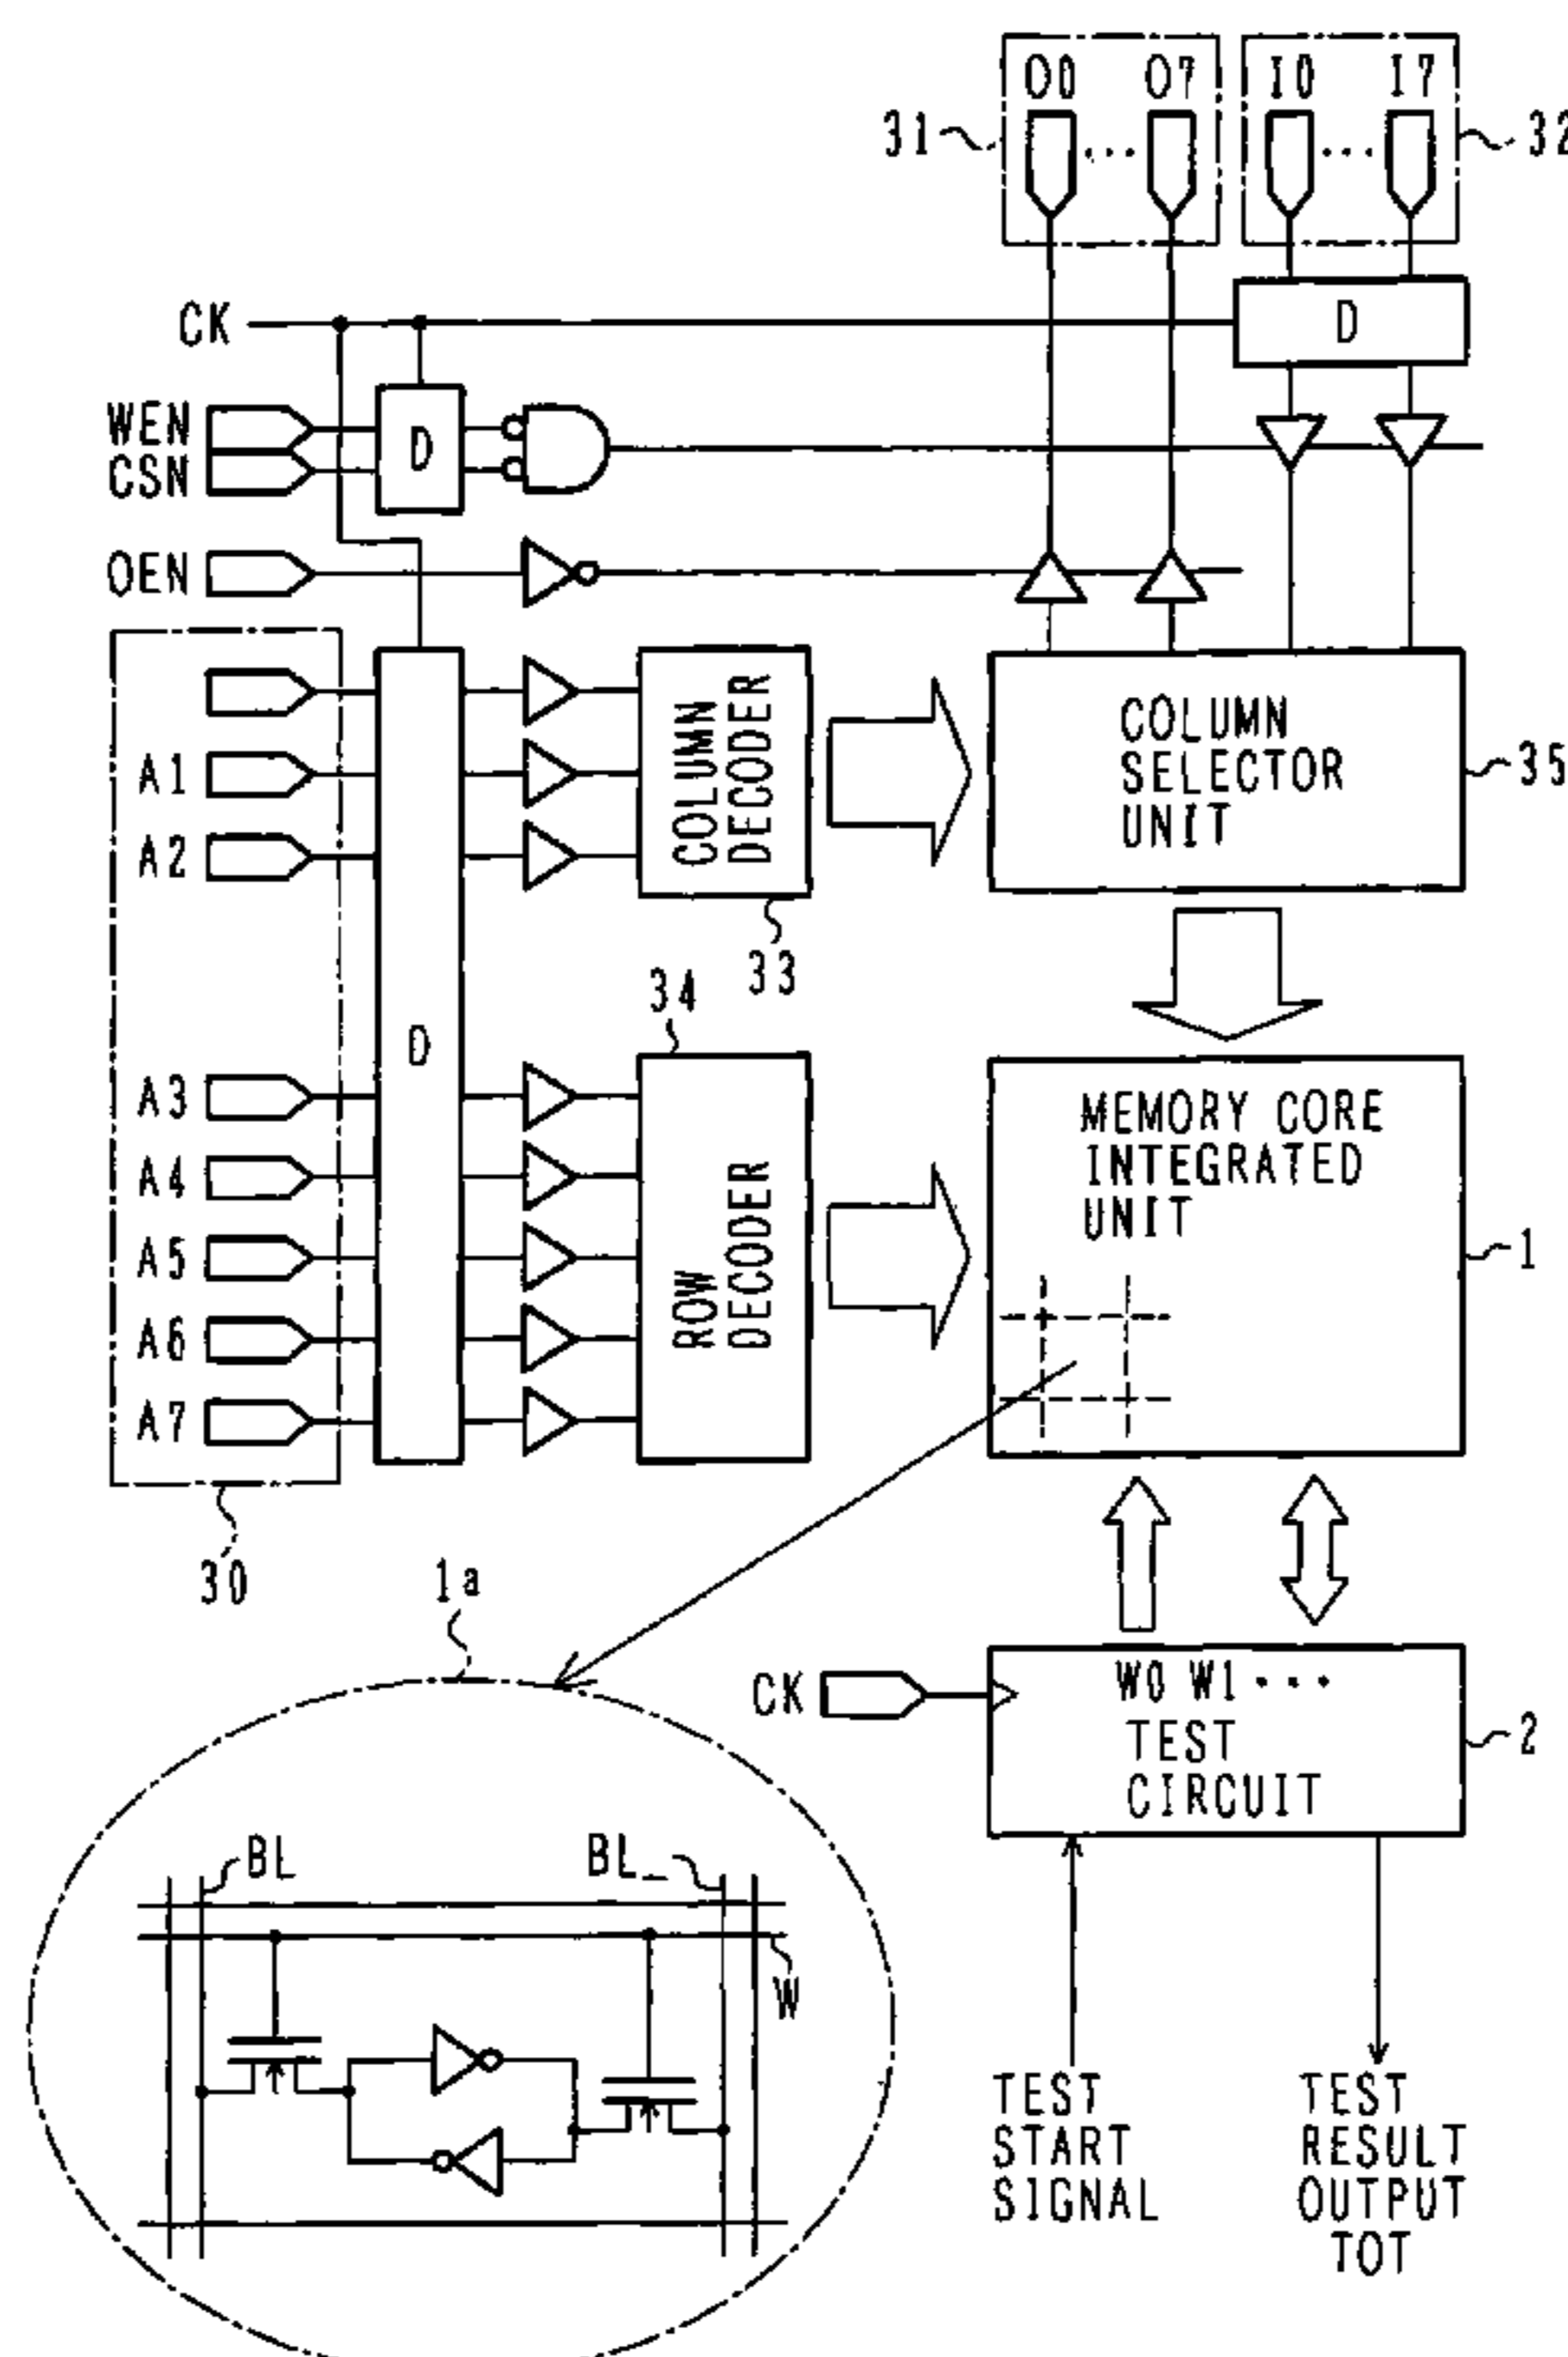 O0 O7 I0 I7
31
32
CK
D
WEN
D
CSN
OEN
A1
A2
COLUMN
DECODER
COLUMN
SELECTOR
UNIT
35
33
34
D
A3
A4
A5
A6
A7
ROW
DECODER
MEMORY CORE
INTEGRATED
UNIT
1
30
1a
CK
W0 W1 ...
TEST
CIRCUIT
2
BL
BL_
W
TEST
START
SIGNAL
TEST
RESULT
OUTPUT
TOT